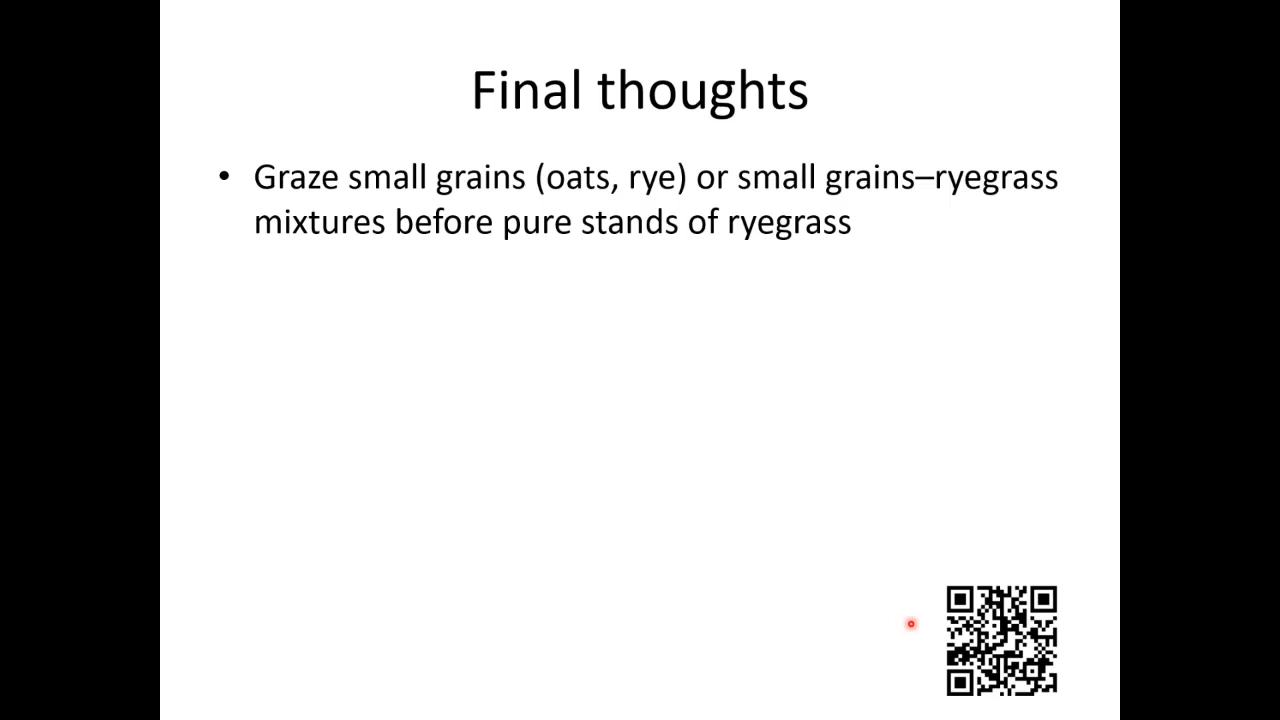 Final thoughts
• Graze small grains (oats, rye) or small grains–ryegrass
mixtures before pure stands of ryegrass